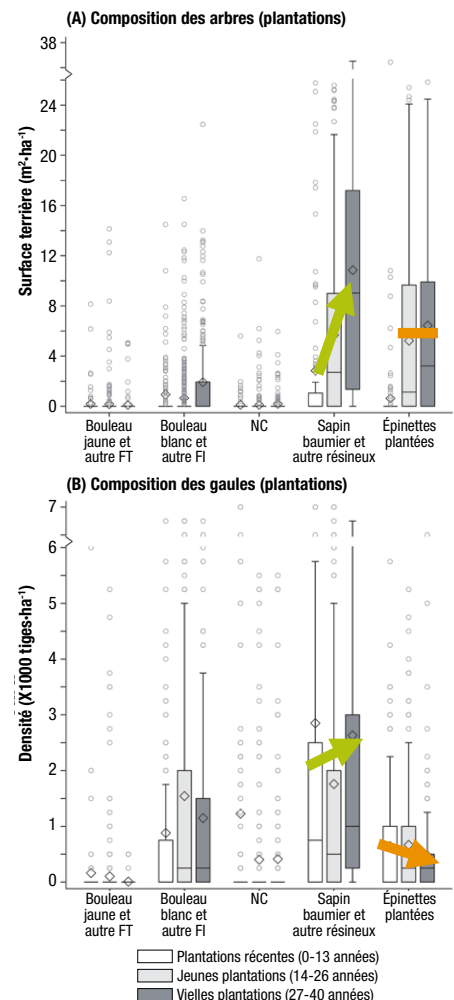 (A) Composition des arbres (plantations)
38
24
20
16
12
8
4
0
Surface terrière (m²·ha⁻¹)
Bouleau jaune et autre FT
Bouleau blanc et autre FI
NC
Sapin baumier et autre résineux
Épinettes plantées
(B) Composition des gaules (plantations)
7
6
5
4
3
2
1
0
Densité (X1000 tiges·ha⁻¹)
Bouleau jaune et autre FT
Bouleau blanc et autre FI
NC
Sapin baumier et autre résineux
Épinettes plantées
Plantations récentes (0-13 années)
Jeunes plantations (14-26 années)
Vielles plantations (27-40 années)